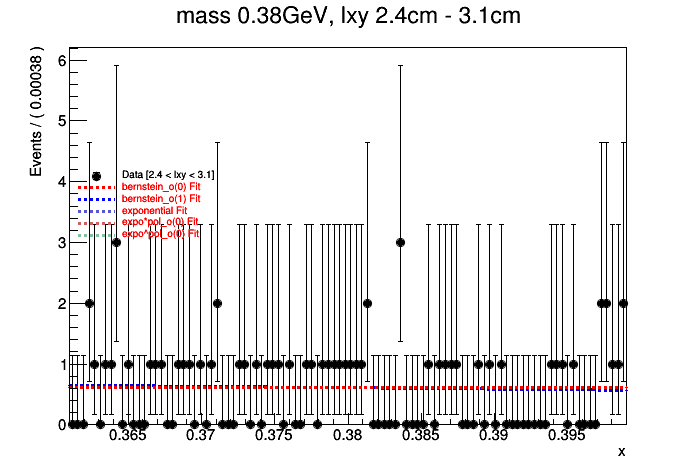 mass 0.38GeV, lxy 2.4cm - 3.1cm
Events / ( 0.00038 )
6
5
4
3
2
1
0
Data [2.4 < lxy < 3.1]
bernstein_o(0) Fit
bernstein_o(1) Fit
exponential Fit
expo*pol_o(0) Fit
expo^pol_o(0) Fit
0.365 0.37 0.375 0.38 0.385 0.39 0.395
x